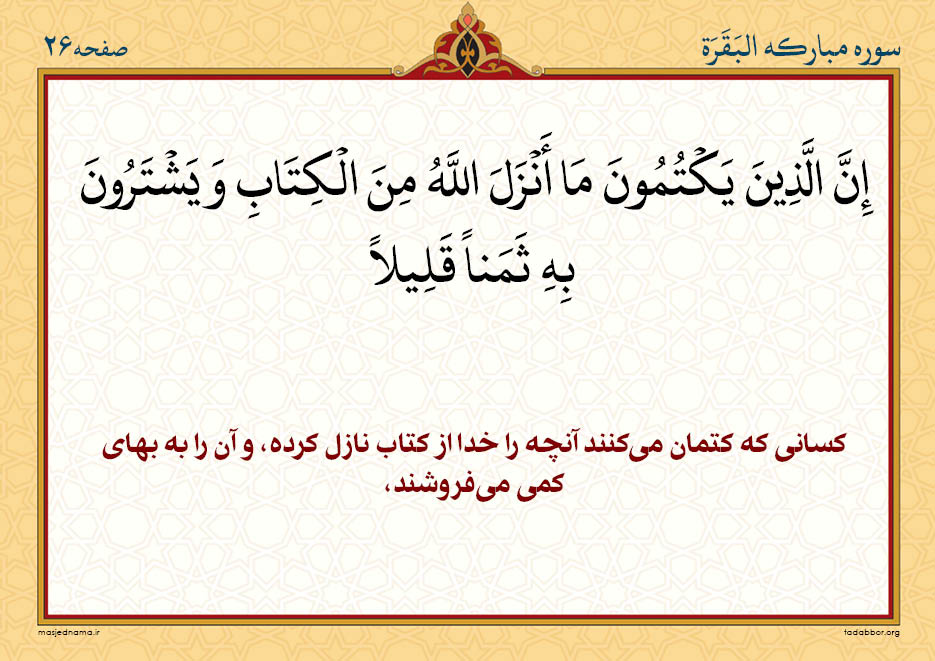 سوره مبارکه البَقَرَة
صفحه۲۶
إِنَّ الَّذِينَ يَكْتُمُونَ مَا أَنْزَلَ اللَّهُ مِنَ الْكِتَابِ وَ يَشْتَرُونَ
بِهِ ثَمَناً قَلِيلاً
کسانی که کتمان می‌کنند آنچه را خدا از کتاب نازل کرده، و آن را به بهای
کمی می‌فروشند،
masjednama.ir
tadabbor.org